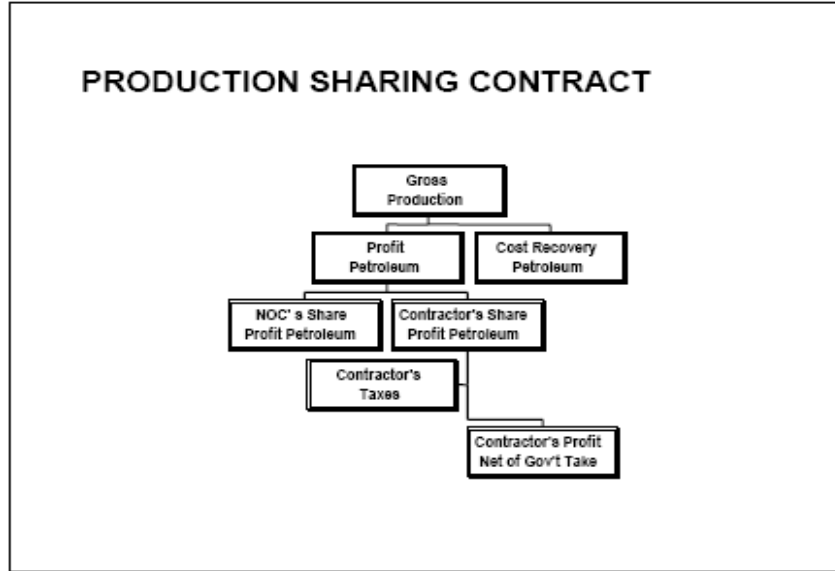 PRODUCTION SHARING CONTRACT
Gross
Production
Profit
Petroleum
Cost Recovery
Petroleum
NOC' s Share
Profit Petroleum
Contractor's Share
Profit Petroleum
Contractor's
Taxes
Contractor's Profit
Net of Gov't Take